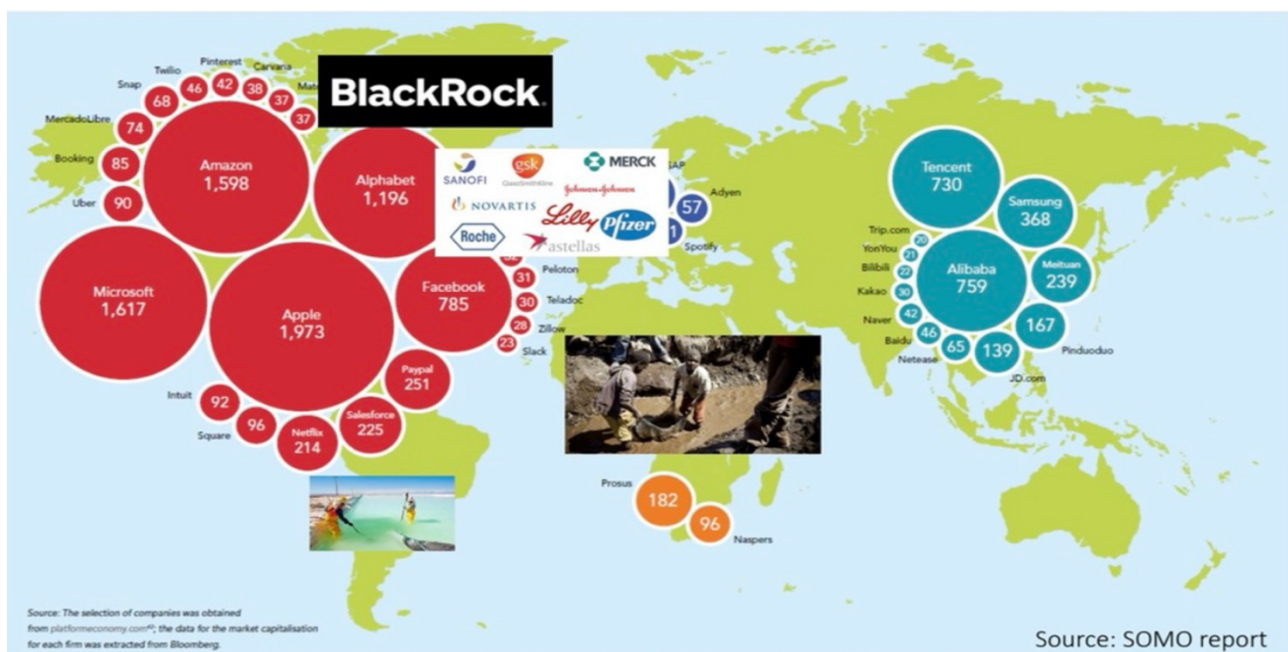 Pinterest
Twilio
Carvana
Snap
46
42
38
68
37
37
MercadoLibre
74
Booking
85
Uber
90
Amazon
1,598
Alphabet
1,196
BlackRock
SANOFI
gsk
GlaxoSmithKline
MERCK
Johnson & Johnson
NOVARTIS
Lilly
Pfizer
Roche
astellas
Adyen
57
Spotify
Microsoft
1,617
Apple
1,973
Facebook
785
31
Peloton
30
Teladoc
28
Zillow
23
Slack
Paypal
251
Salesforce
225
Netflix
214
Intuit
92
Square
96
Prosus
182
96
Naspers
Tencent
730
Samsung
368
Trip.com
20
YonYou
21
Bilibili
22
Alibaba
759
Meituan
239
Kakao
30
Naver
42
167
Pinduoduo
Baidu
46
Netease
65
139
JD.com
Source: The selection of companies was obtained
from platformeconomy.com; the data for the market capitalisation
for each firm was extracted from Bloomberg.
Source: SOMO report